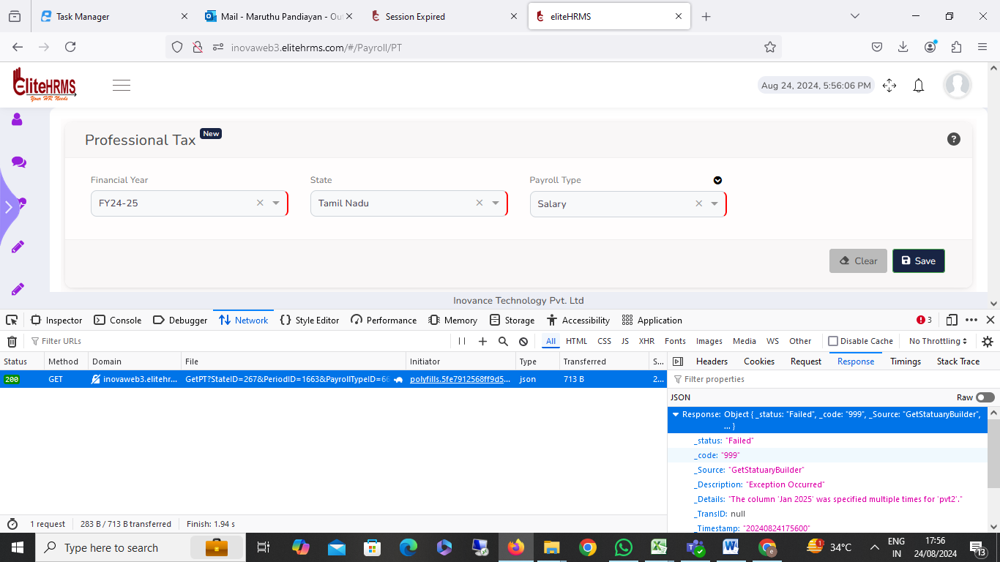 Task Manager
Mail - Maruthu Pandiayan - Ou
Session Expired
eliteHRMS
inovaweb3.elitehrms.com/#/Payroll/PT
EliteHRMS
Your HR Needs
Aug 24, 2024, 5:56:06 PM
Professional Tax New
?
Financial Year State Payroll Type
FY24-25 Tamil Nadu Salary
Clear Save
Inovance Technology Pvt. Ltd
Inspector Console Debugger Network Style Editor Performance Memory Storage Accessibility Application 3
Filter URLs All HTML CSS JS XHR Fonts Images Media WS Other Disable Cache No Throttling
Status Method Domain File Initiator Type Transferred S... Headers Cookies Request Response Timings Stack Trace
200 GET inovaweb3.elitehr... GetPT?StateID=267&PeriodID=1663&PayrollTypeID=66 polyfills.5fe7912568ff9d5... json 713 B 2...
Filter properties
JSON Raw
Response: Object { _status: "Failed", _code: "999", _Source: "GetStatuaryBuilder",
... }
_status: "Failed"
_code: "999"
_Source: "GetStatuaryBuilder"
_Description: "Exception Occurred"
_Details: "The column 'Jan 2025' was specified multiple times for 'pvt2'."
_TransID: null
_Timestamp: "20240824175600"
1 request 283 B / 713 B transferred Finish: 1.94 s
Type here to search
1
34°C
ENG
IN
17:56
24/08/2024
13